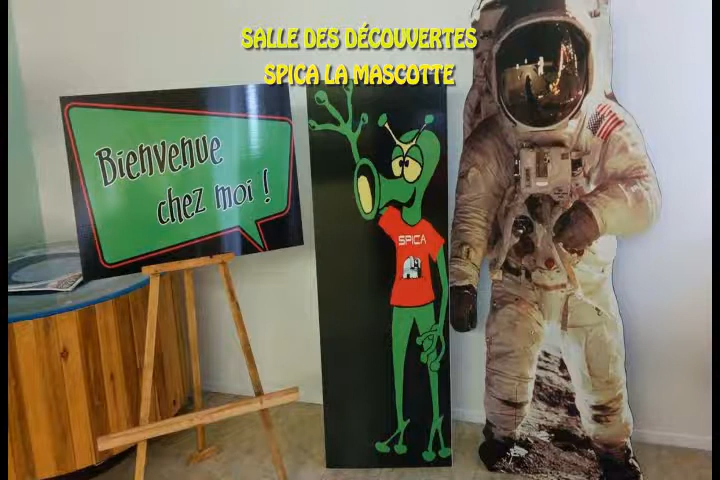 SALLE DES DÉCOUVERTES
SPICA LA MASCOTTE
Bienvenue
chez moi !
SPICA